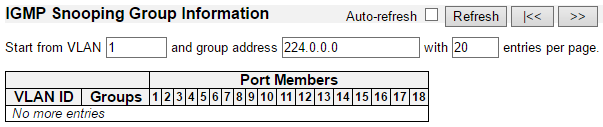 IGMP Snooping Group Information
Auto-refresh Refresh |<< >>
Start from VLAN 1 and group address 224.0.0.0 with 20 entries per page.
Port Members
VLAN ID Groups 1 2 3 4 5 6 7 8 9 10 11 12 13 14 15 16 17 18
No more entries